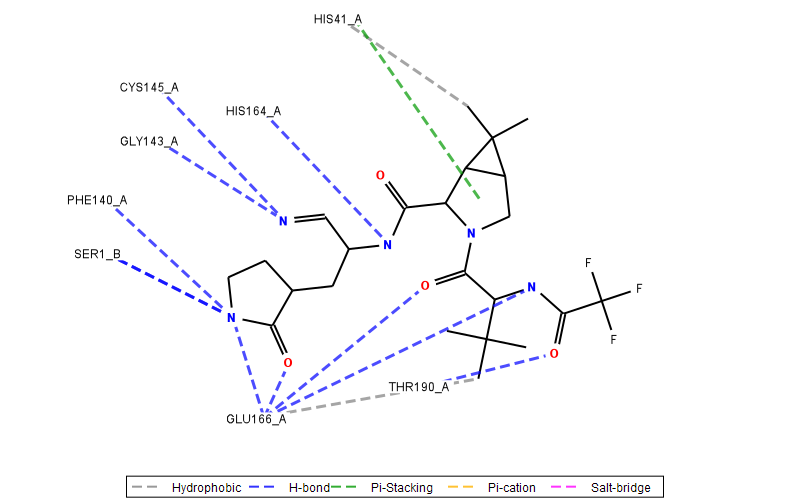 HIS41_A
CYS145_A
HIS164_A
GLY143_A
O
PHE140_A
N
N
N
SER1_B
F
F
O
N
N
F
O
O
THR190_A
GLU166_A
Hydrophobic H-bond Pi-Stacking Pi-cation Salt-bridge